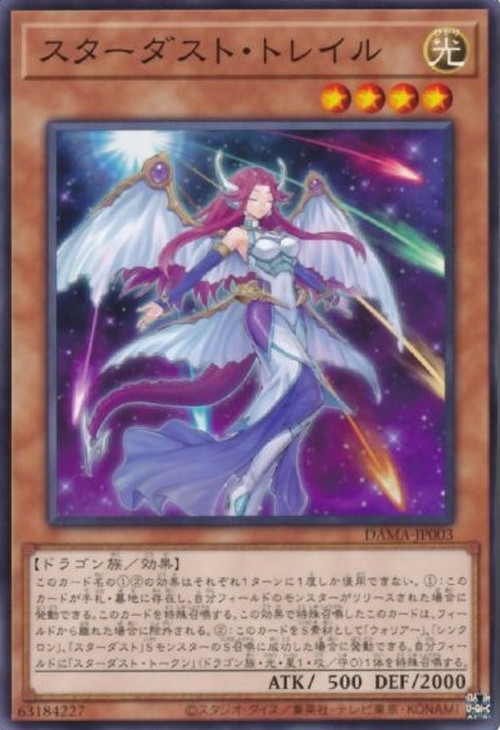 スターダスト・トレイル
光
DAMA-JP003
【ドラゴン族／効果】
このカード名の①②の効果はそれぞれ1ターンに1度しか使用できない。①：この
カードが手札・墓地に存在し、自分フィールドのモンスターがリリースされた場合に
発動できる。このカードを特殊召喚する。この効果で特殊召喚したこのカードは、フィール
ドから離れた場合に除外される。②：このカードをS素材として「ウォリアー」、「シンク
ロン」、「スターダスト」SモンスターのS召喚に成功した場合に発動できる。自分フィ
ールドに「スターダスト・トークン」(ドラゴン族・光・星1・攻／守0)1体を特殊召喚する。
ATK/ 500 DEF/2000
63184227 ©スタジオ・ダイス／集英社・テレビ東京・KONAMI